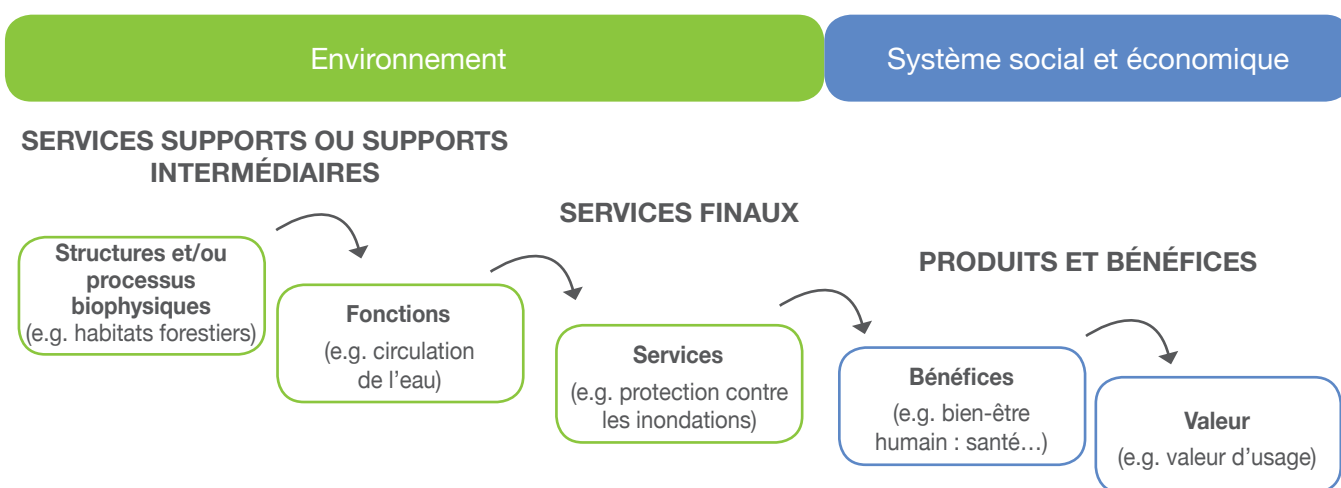 Environnement
Système social et économique
SERVICES SUPPORTS OU SUPPORTS
INTERMÉDIAIRES
SERVICES FINAUX
PRODUITS ET BÉNÉFICES
Structures et/ou
processus
biophysiques
(e.g. habitats forestiers)
Fonctions
(e.g. circulation
de l’eau)
Services
(e.g. protection contre
les inondations)
Bénéfices
(e.g. bien-être
humain : santé…)
Valeur
(e.g. valeur d’usage)